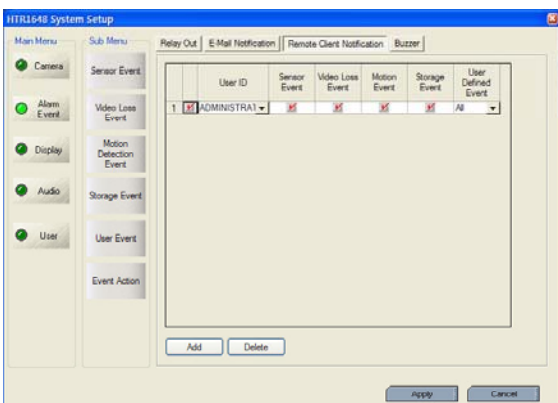 HTR1648 System Setup
Main Menu
Camera
Alarm Event
Display
Audio
User
Sub Menu
Sensor Event
Video Loss Event
Motion Detection Event
Storage Event
User Event
Event Action
Relay Out
E-Mail Notification
Remote Client Notification
Buzzer
User ID
Sensor Event
Video Loss Event
Motion Event
Storage Event
User Defined Event
1
ADMINISTRAT
All
Add
Delete
Apply
Cancel